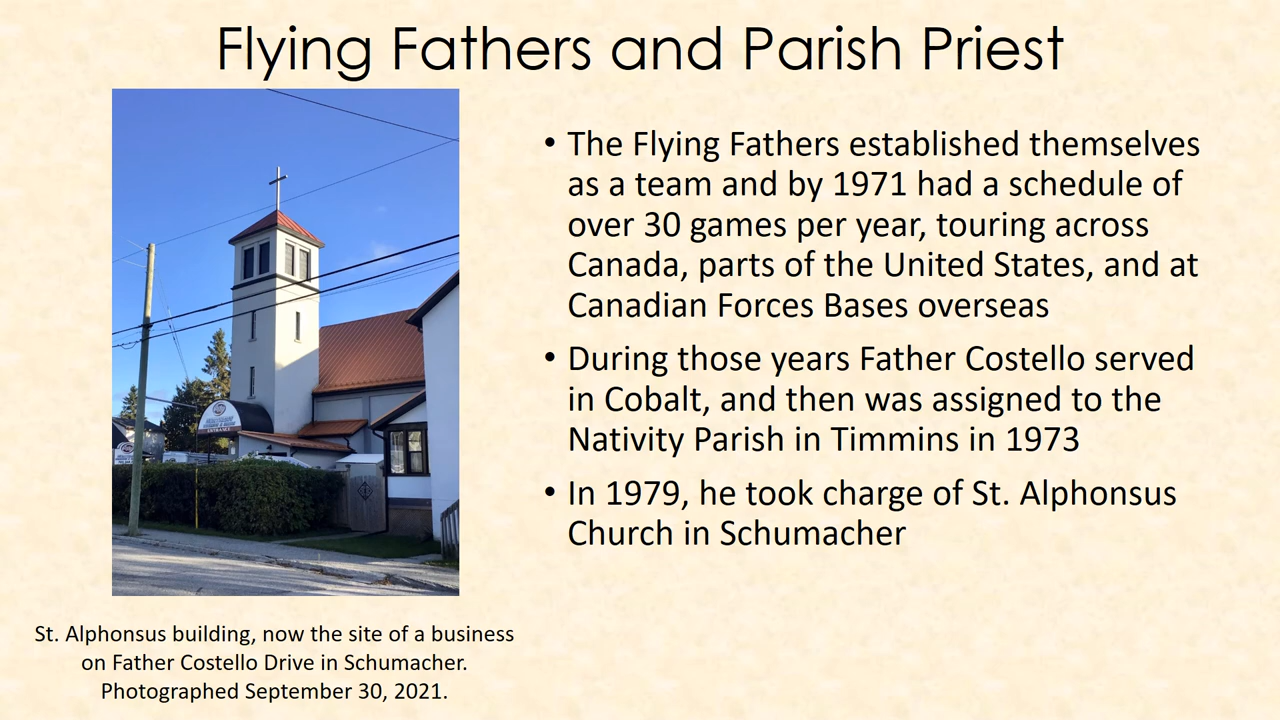 Flying Fathers and Parish Priest
• The Flying Fathers established themselves
as a team and by 1971 had a schedule of
over 30 games per year, touring across
Canada, parts of the United States, and at
Canadian Forces Bases overseas
• During those years Father Costello served
in Cobalt, and then was assigned to the
Nativity Parish in Timmins in 1973
• In 1979, he took charge of St. Alphonsus
Church in Schumacher
ENTRANCE
St. Alphonsus building, now the site of a business
on Father Costello Drive in Schumacher.
Photographed September 30, 2021.